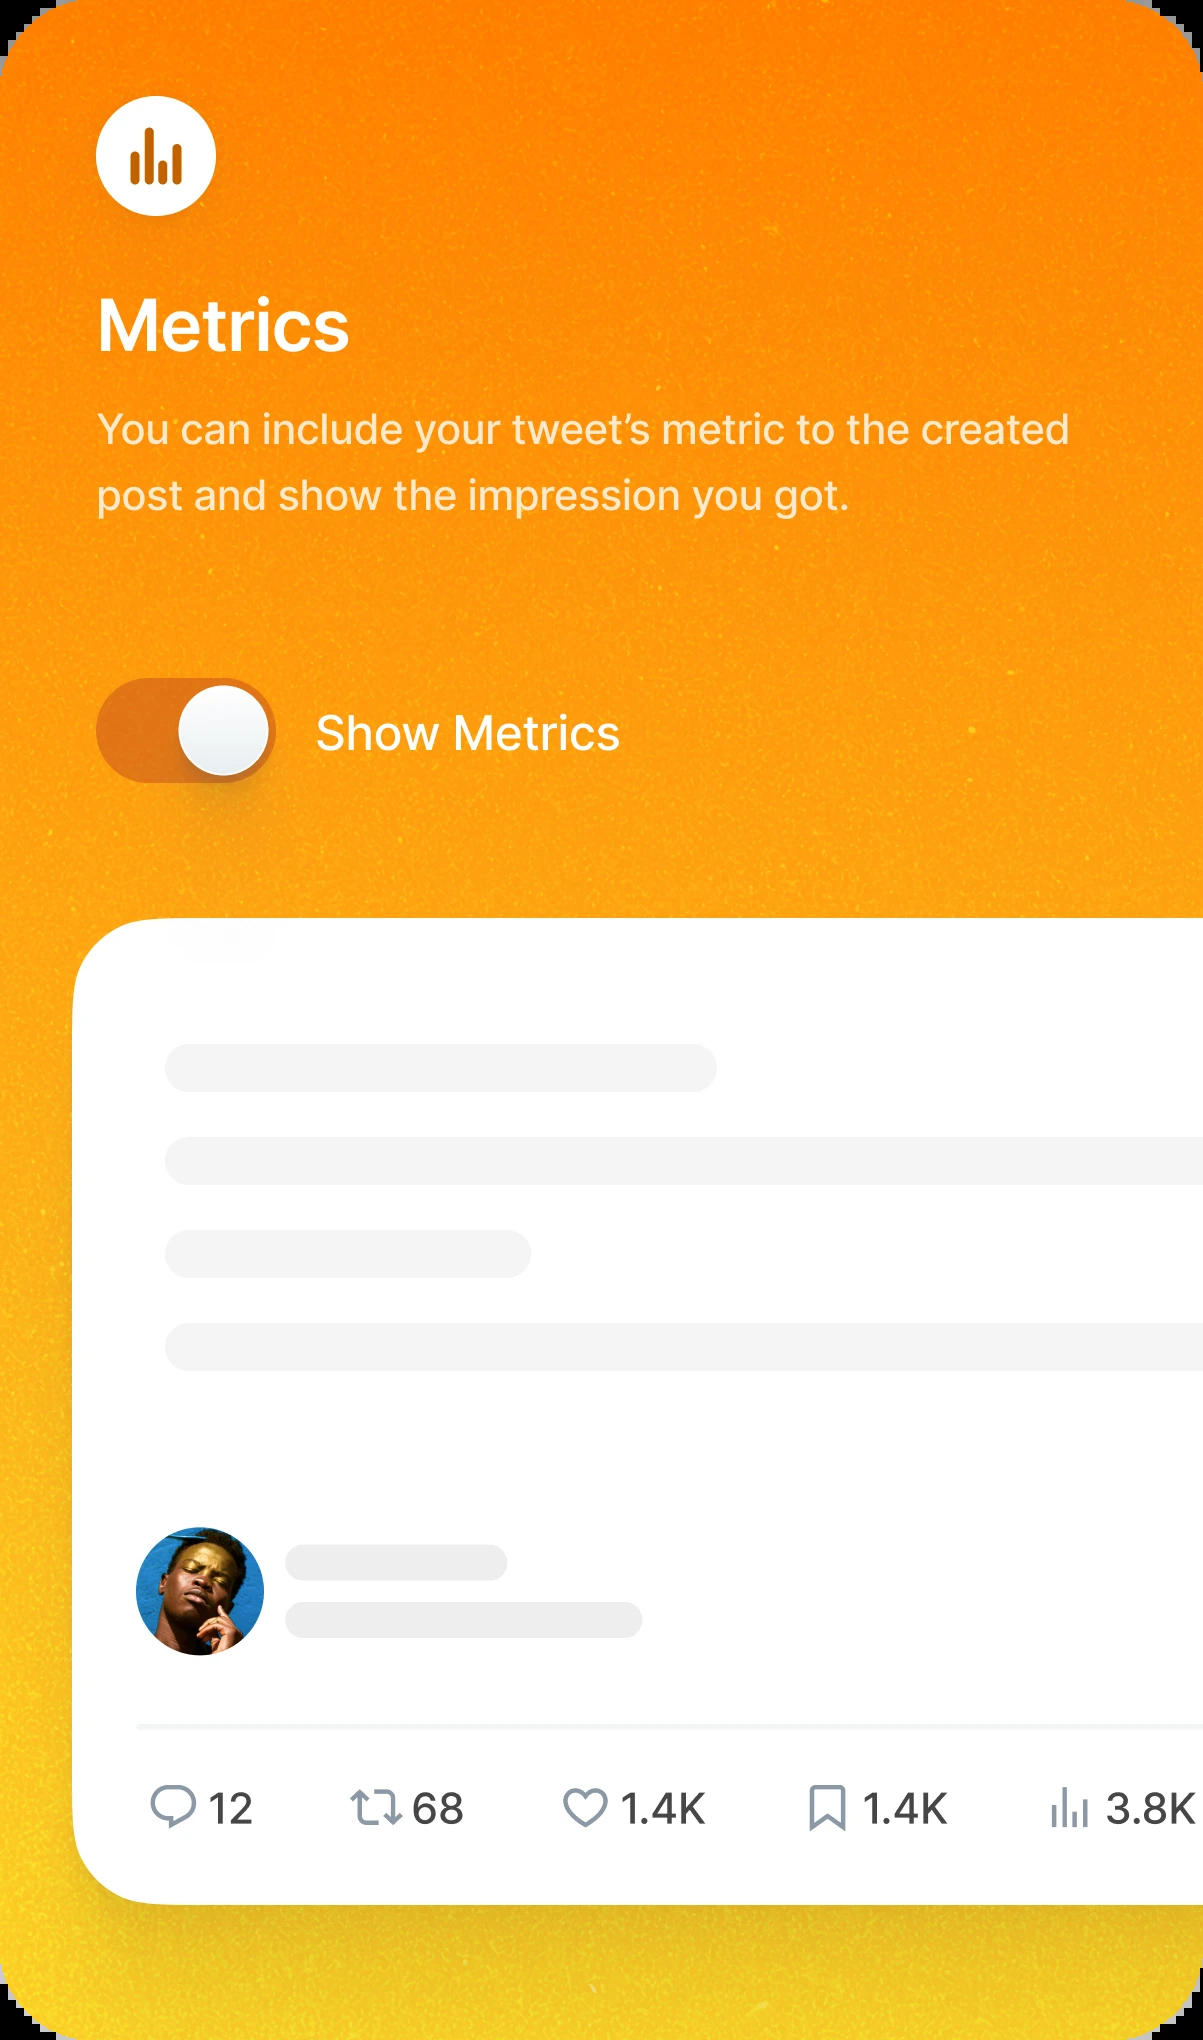 Metrics
You can include your tweet’s metric to the created
post and show the impression you got.
Show Metrics
12 68 1.4K 1.4K 3.8K